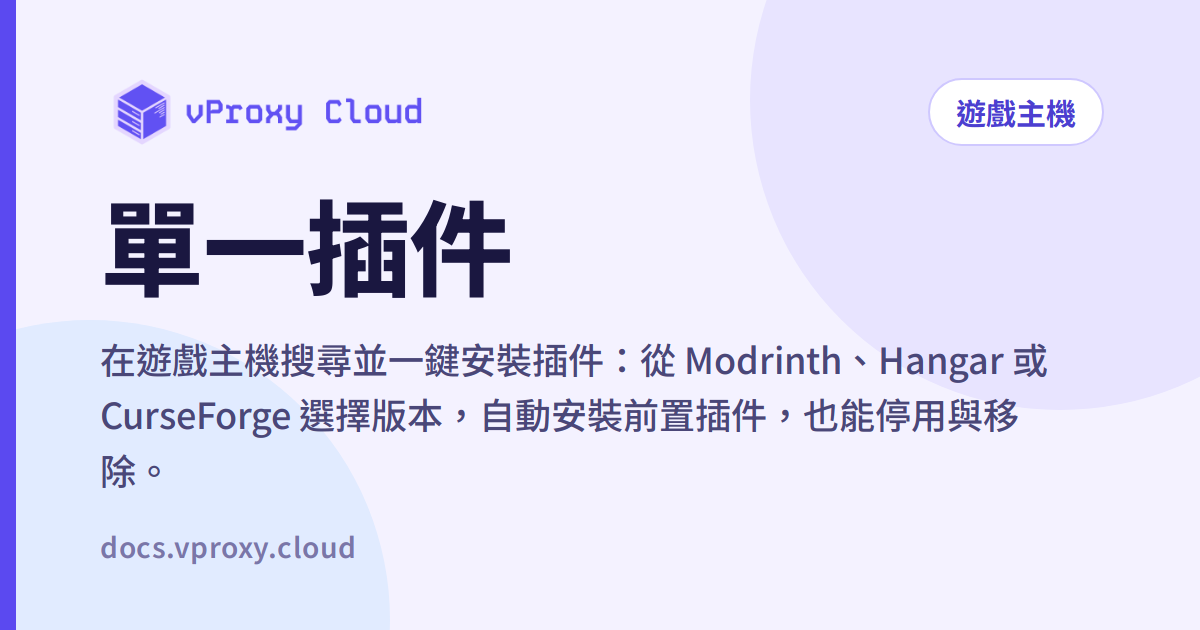 vProxy Cloud
遊戲主機
單一插件
在遊戲主機搜尋並一鍵安裝插件：從 Modrinth、Hangar 或
CurseForge 選擇版本，自動安裝前置插件，也能停用與移
除。
docs.vproxy.cloud